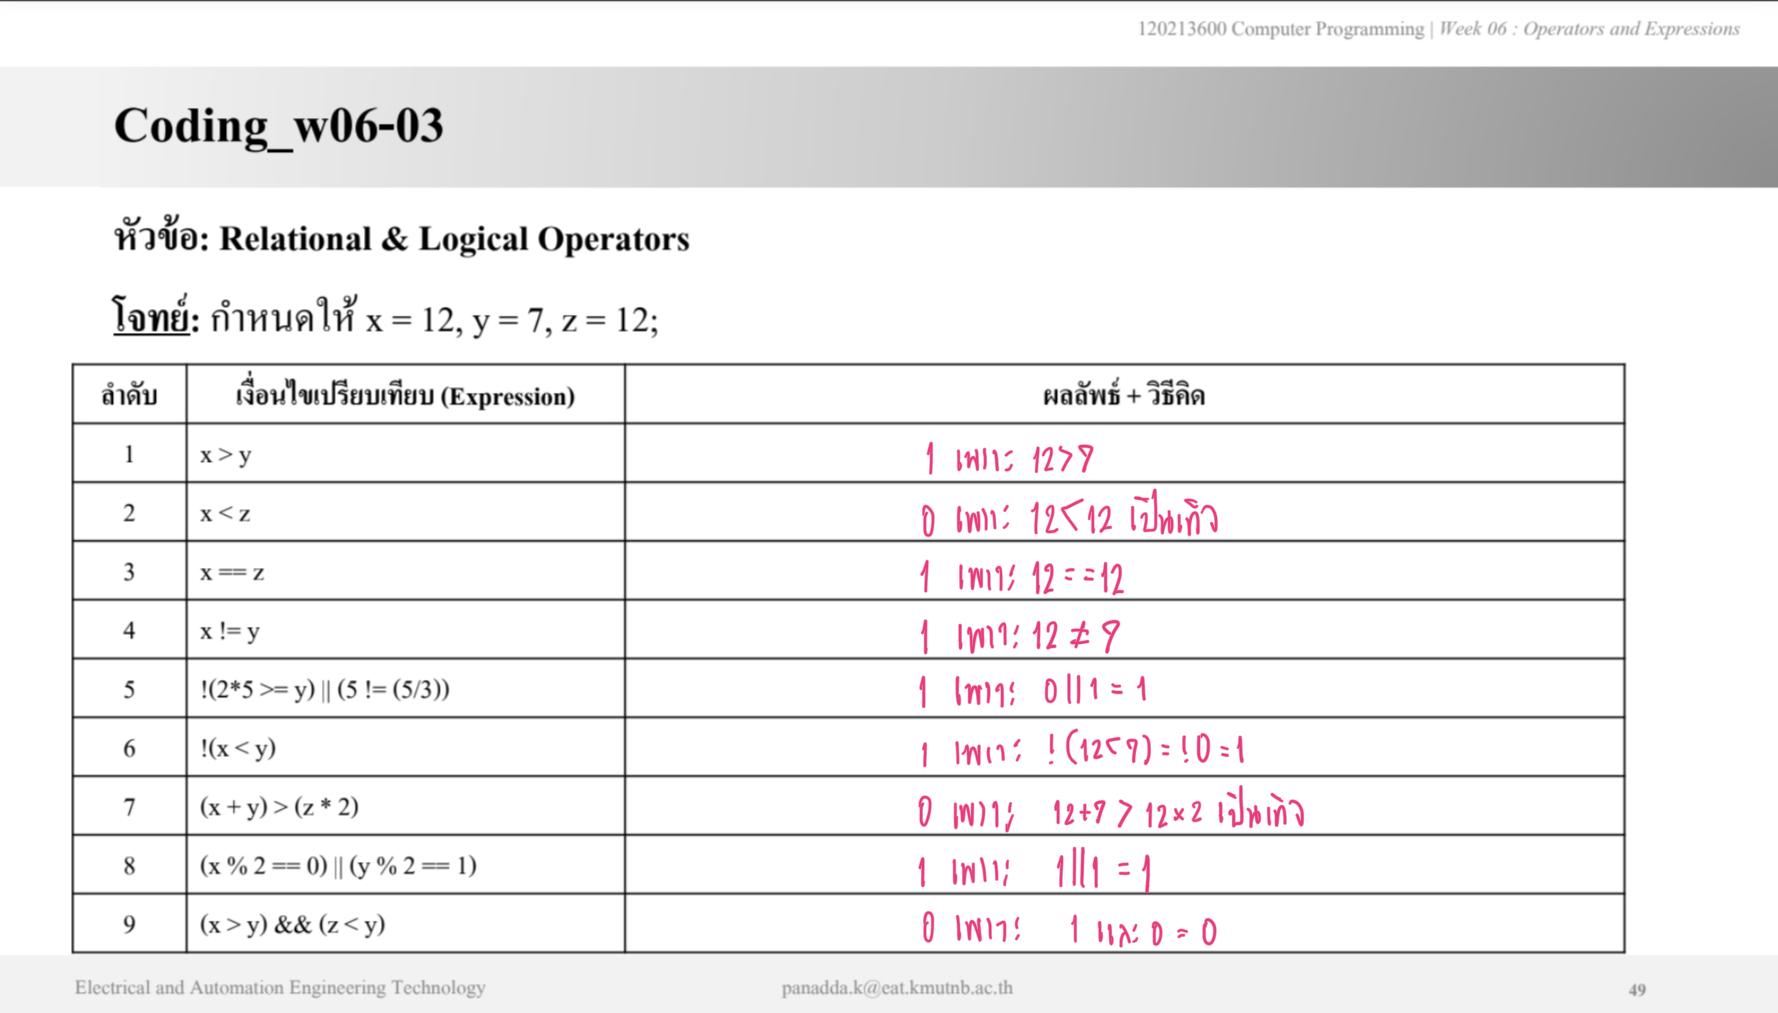 120213600 Computer Programming | Week 06 : Operators and Expressions
Coding_w06-03
หัวข้อ: Relational & Logical Operators
โจทย์: กำหนดให้ x = 12, y = 7, z = 12;
ลำดับ เงื่อนไขเปรียบเทียบ (Expression) ผลลัพธ์ + วิธีคิด
1 x > y 1 เพาะ 12>7
2 x < z 0 เพาะ 12<12 เป็นเท็จ
3 x == z 1 เพาะ 12==12
4 x != y 1 เพาะ 12 ≠ 7
5 !(2*5 >= y) || (5 != (5/3)) 1 เพาะ 0||1 = 1
6 !(x < y) 1 เพาะ !(12<7) = !0 = 1
7 (x + y) > (z * 2) 0 เพาะ 12+7 > 12×2 เป็นเท็จ
8 (x % 2 == 0) || (y % 2 == 1) 1 เพาะ 1||1 = 1
9 (x > y) && (z < y) 0 เพาะ 1 และ 0 = 0
Electrical and Automation Engineering Technology panadda.k@eat.kmutnb.ac.th 49